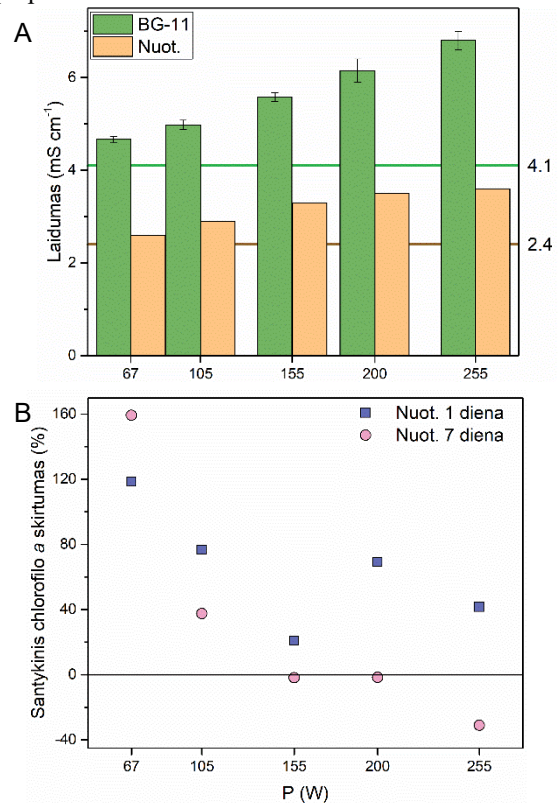 A
BG-11
Nuot.
Laidumas (mS cm⁻¹)
6
4
2
0
4.1
2.4
67 105 155 200 255
B
Nuot. 1 diena
Nuot. 7 diena
Santykinis chlorofilo a skirtumas (%)
160
120
80
40
0
-40
67 105 155 200 255
P (W)